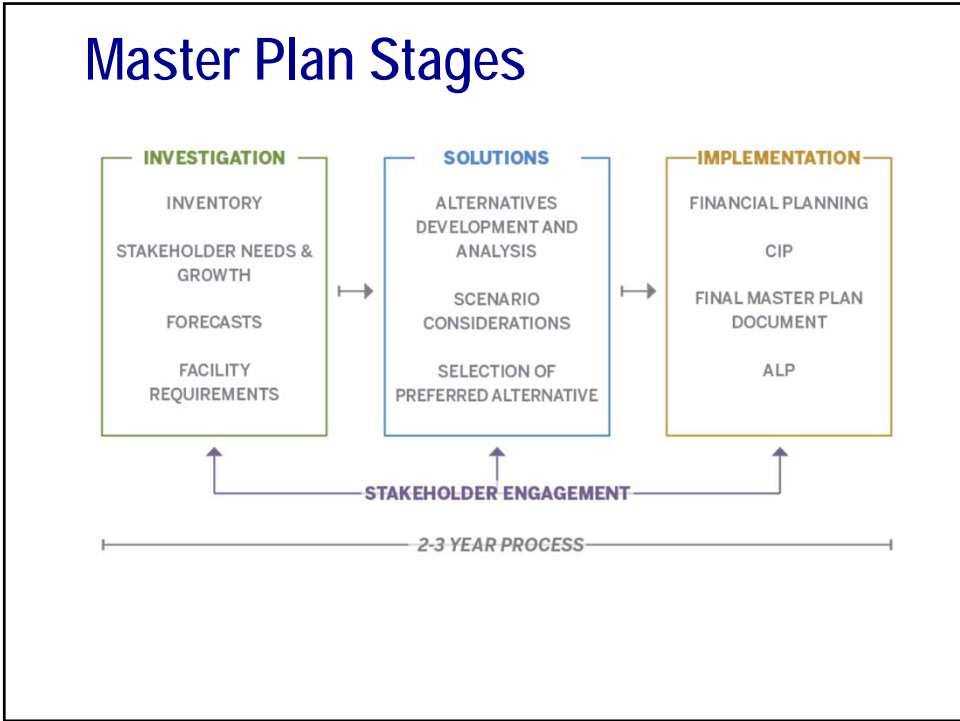 Master Plan Stages
INVESTIGATION
INVENTORY
STAKEHOLDER NEEDS &
GROWTH
FORECASTS
FACILITY
REQUIREMENTS
SOLUTIONS
ALTERNATIVES
DEVELOPMENT AND
ANALYSIS
SCENARIO
CONSIDERATIONS
SELECTION OF
PREFERRED ALTERNATIVE
IMPLEMENTATION
FINANCIAL PLANNING
CIP
FINAL MASTER PLAN
DOCUMENT
ALP
STAKEHOLDER ENGAGEMENT
2-3 YEAR PROCESS